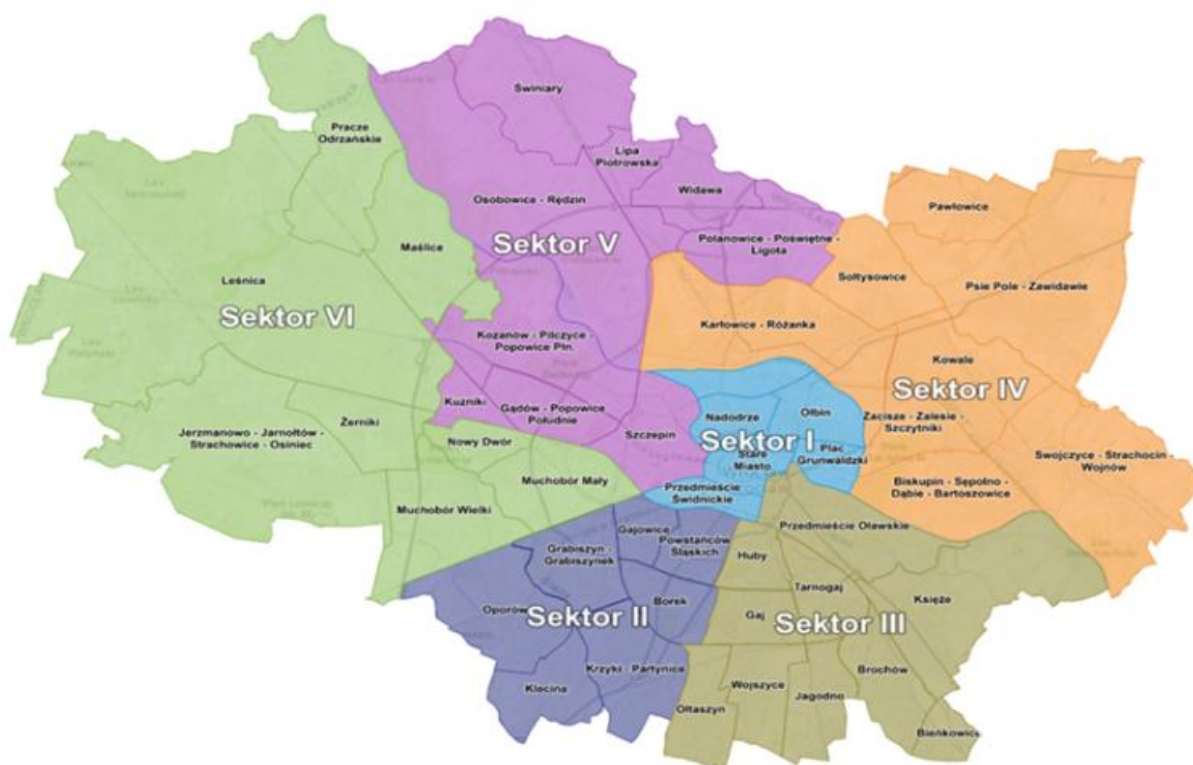 Świniary
Pracze
Odrzańskie
Lipa
Piotrowska
Widawa
Pawłowice
Osobowice - Rędzin
Sektor V
Polanowice - Poświętne -
Ligota
Maślice
Sołtysowice
Leśnica
Psie Pole - Zawidawie
Sektor VI
Karłowice - Różanka
Kozanów - Pilczyce -
Popowice Płn.
Kowale
Sektor IV
Kuźniki
Gądów - Popowice
Południe
Nadodrze
Ołbin
Zacisze - Zalesie -
Szczytniki
Żerniki
Jerzmanowo - Jarnołtów -
Strachowice - Osiniec
Nowy Dwór
Szczepin
Sektor I
Stare
Miasto
Plac
Grunwaldzki
Swojczyce - Strachocin -
Wojnów
Muchobór Mały
Przedmieście
Świdnickie
Biskupin - Sępolno -
Dąbie - Bartoszowice
Muchobór Wielki
Gajowice
Przedmieście Oławskie
Powstańców
Śląskich
Grabiszyn -
Grabiszynek
Huby
Tarnogaj
Oporów
Borek
Księże
Sektor II
Gaj
Sektor III
Krzyki - Partynice
Brochów
Klecina
Wojszyce
Jagodno
Ołtaszyn
Bieńkowice